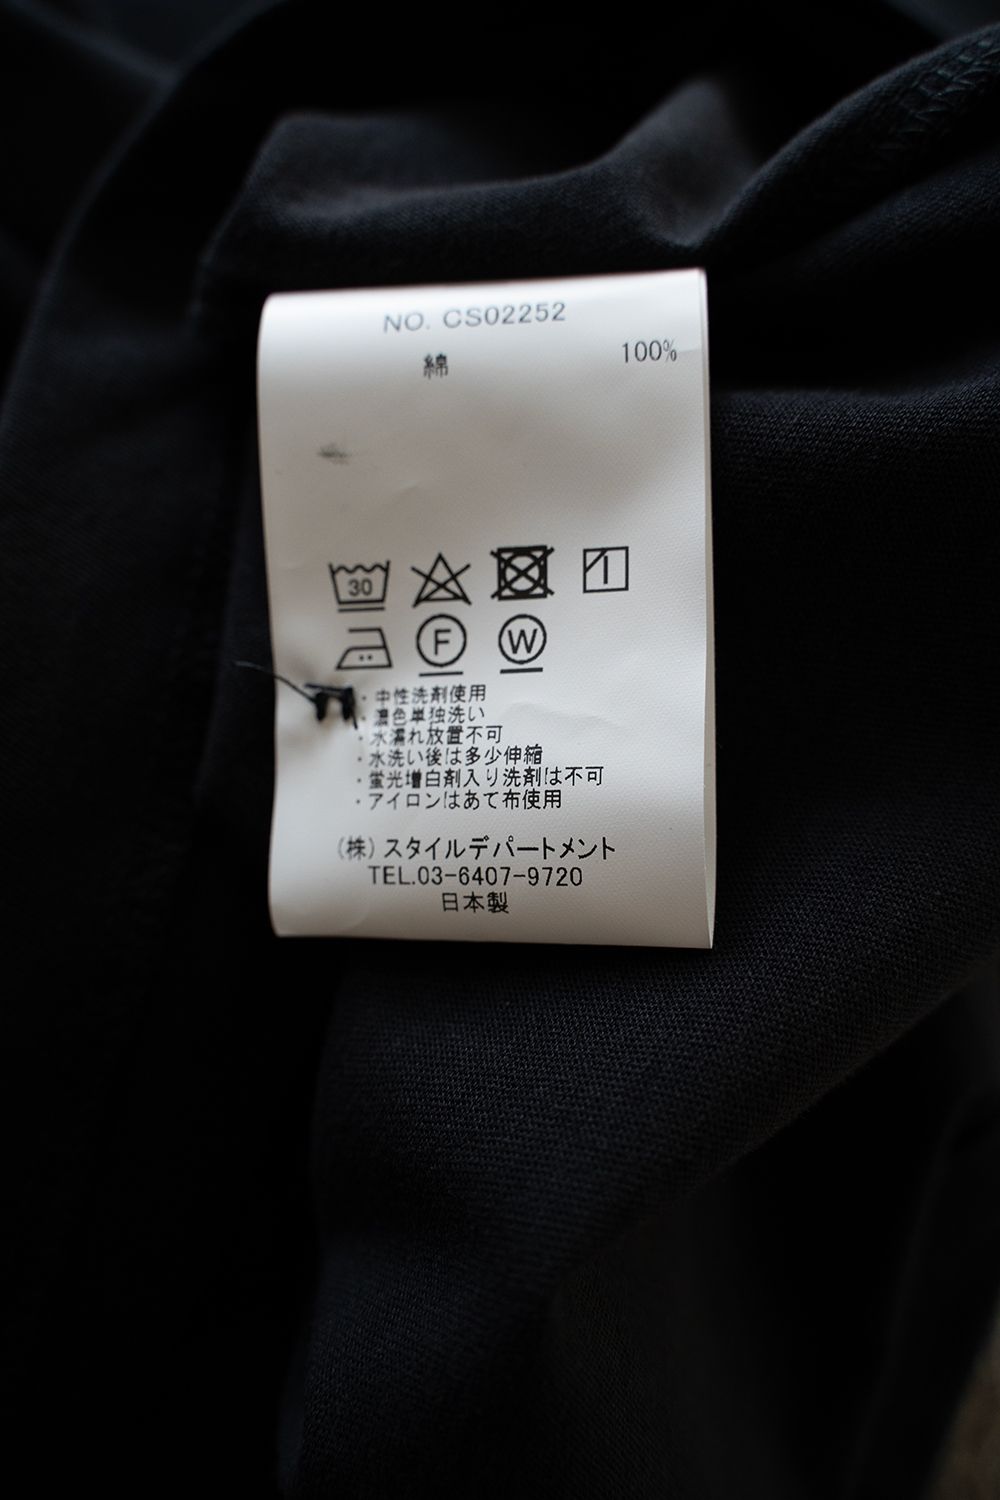 NO. CS02252
綿 100%
30
F W
・中性洗剤使用
・濃色単独洗い
・水濡れ放置不可
・水洗い後は多少伸縮
・蛍光増白剤入り洗剤は不可
・アイロンはあて布使用
(株)スタイルデパートメント
TEL.03-6407-9720
日本製